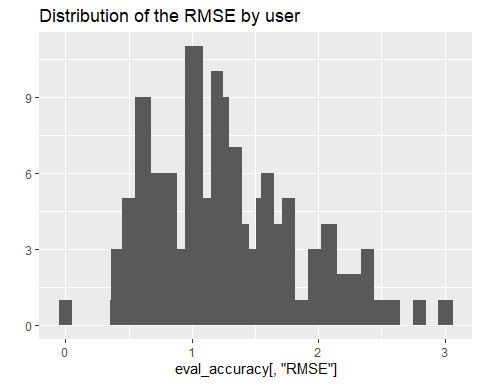 Distribution of the RMSE by user
9
6
3
0
0 1 2 3
eval_accuracy[, "RMSE"]